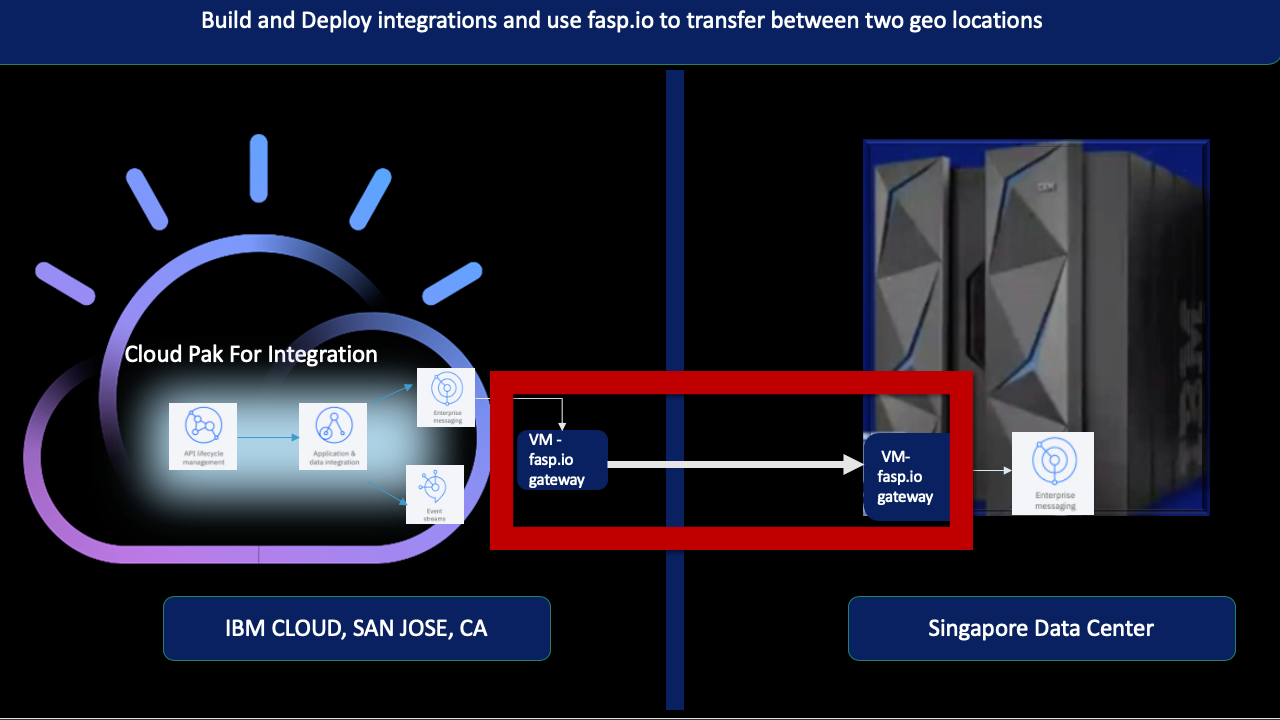 Build and Deploy integrations and use fasp.io to transfer between two geo locations
Cloud Pak For Integration
API lifecycle
management
Application &
data integration
Enterprise
messaging
Event
streams
VM -
fasp.io
gateway
VM-
fasp.io
gateway
Enterprise
messaging
IBM
IBM
IBM CLOUD, SAN JOSE, CA
Singapore Data Center